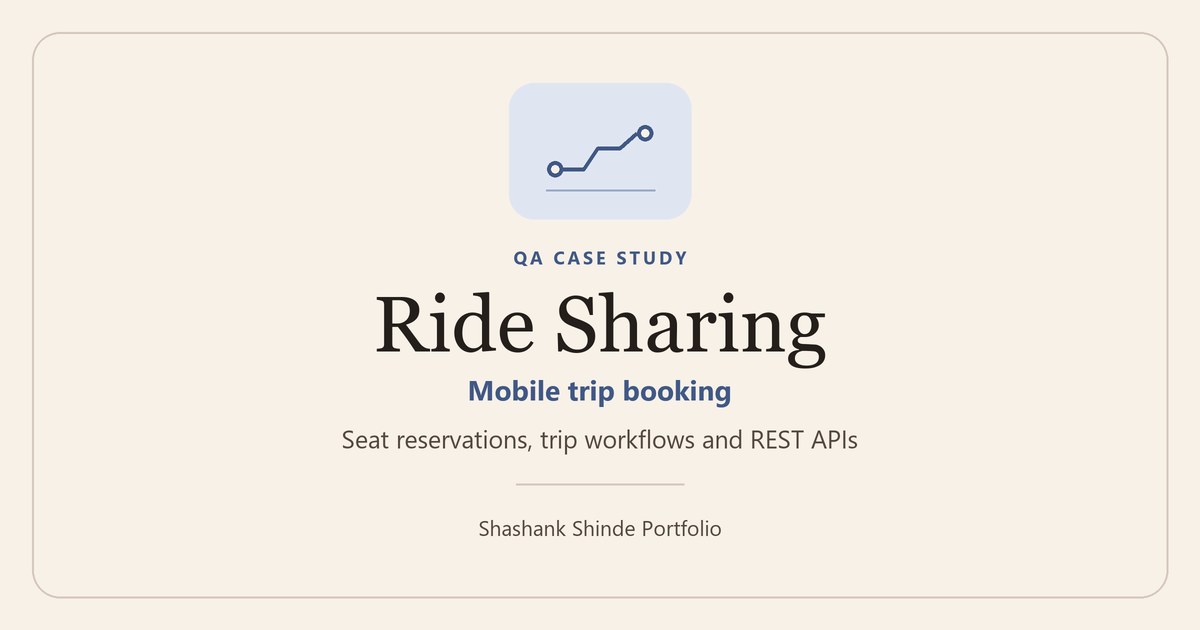 QA CASE STUDY
Ride Sharing
Mobile trip booking
Seat reservations, trip workflows and REST APIs
Shashank Shinde Portfolio